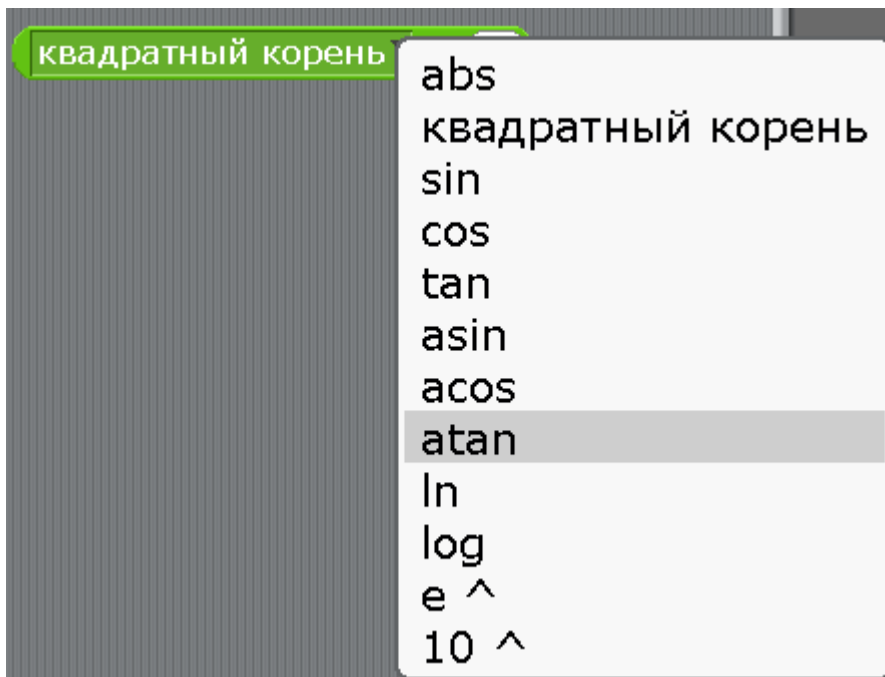 квадратный корень
abs
квадратный корень
sin
cos
tan
asin
acos
atan
ln
log
e ^
10 ^